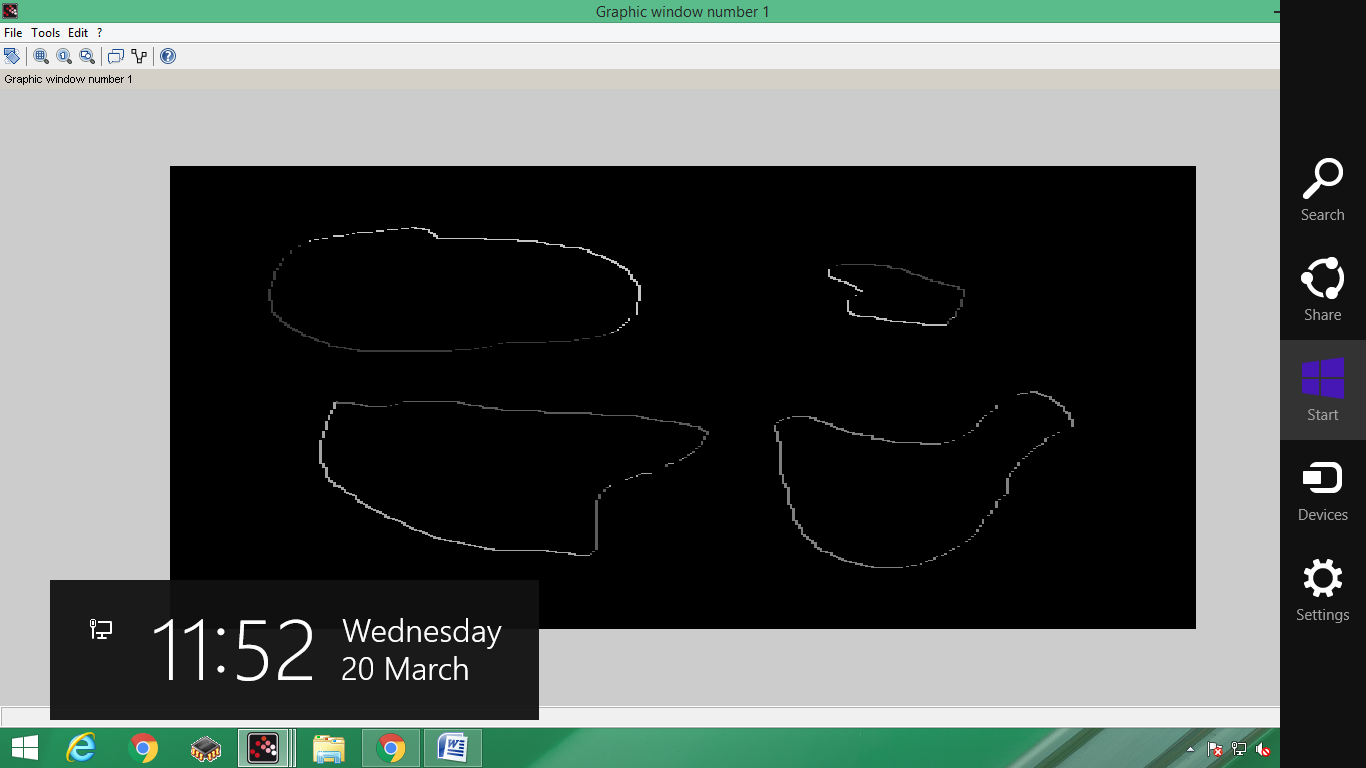 Graphic window number 1
File Tools Edit ?
Graphic window number 1
Search
Share
Start
Devices
Settings
11:52
Wednesday
20 March